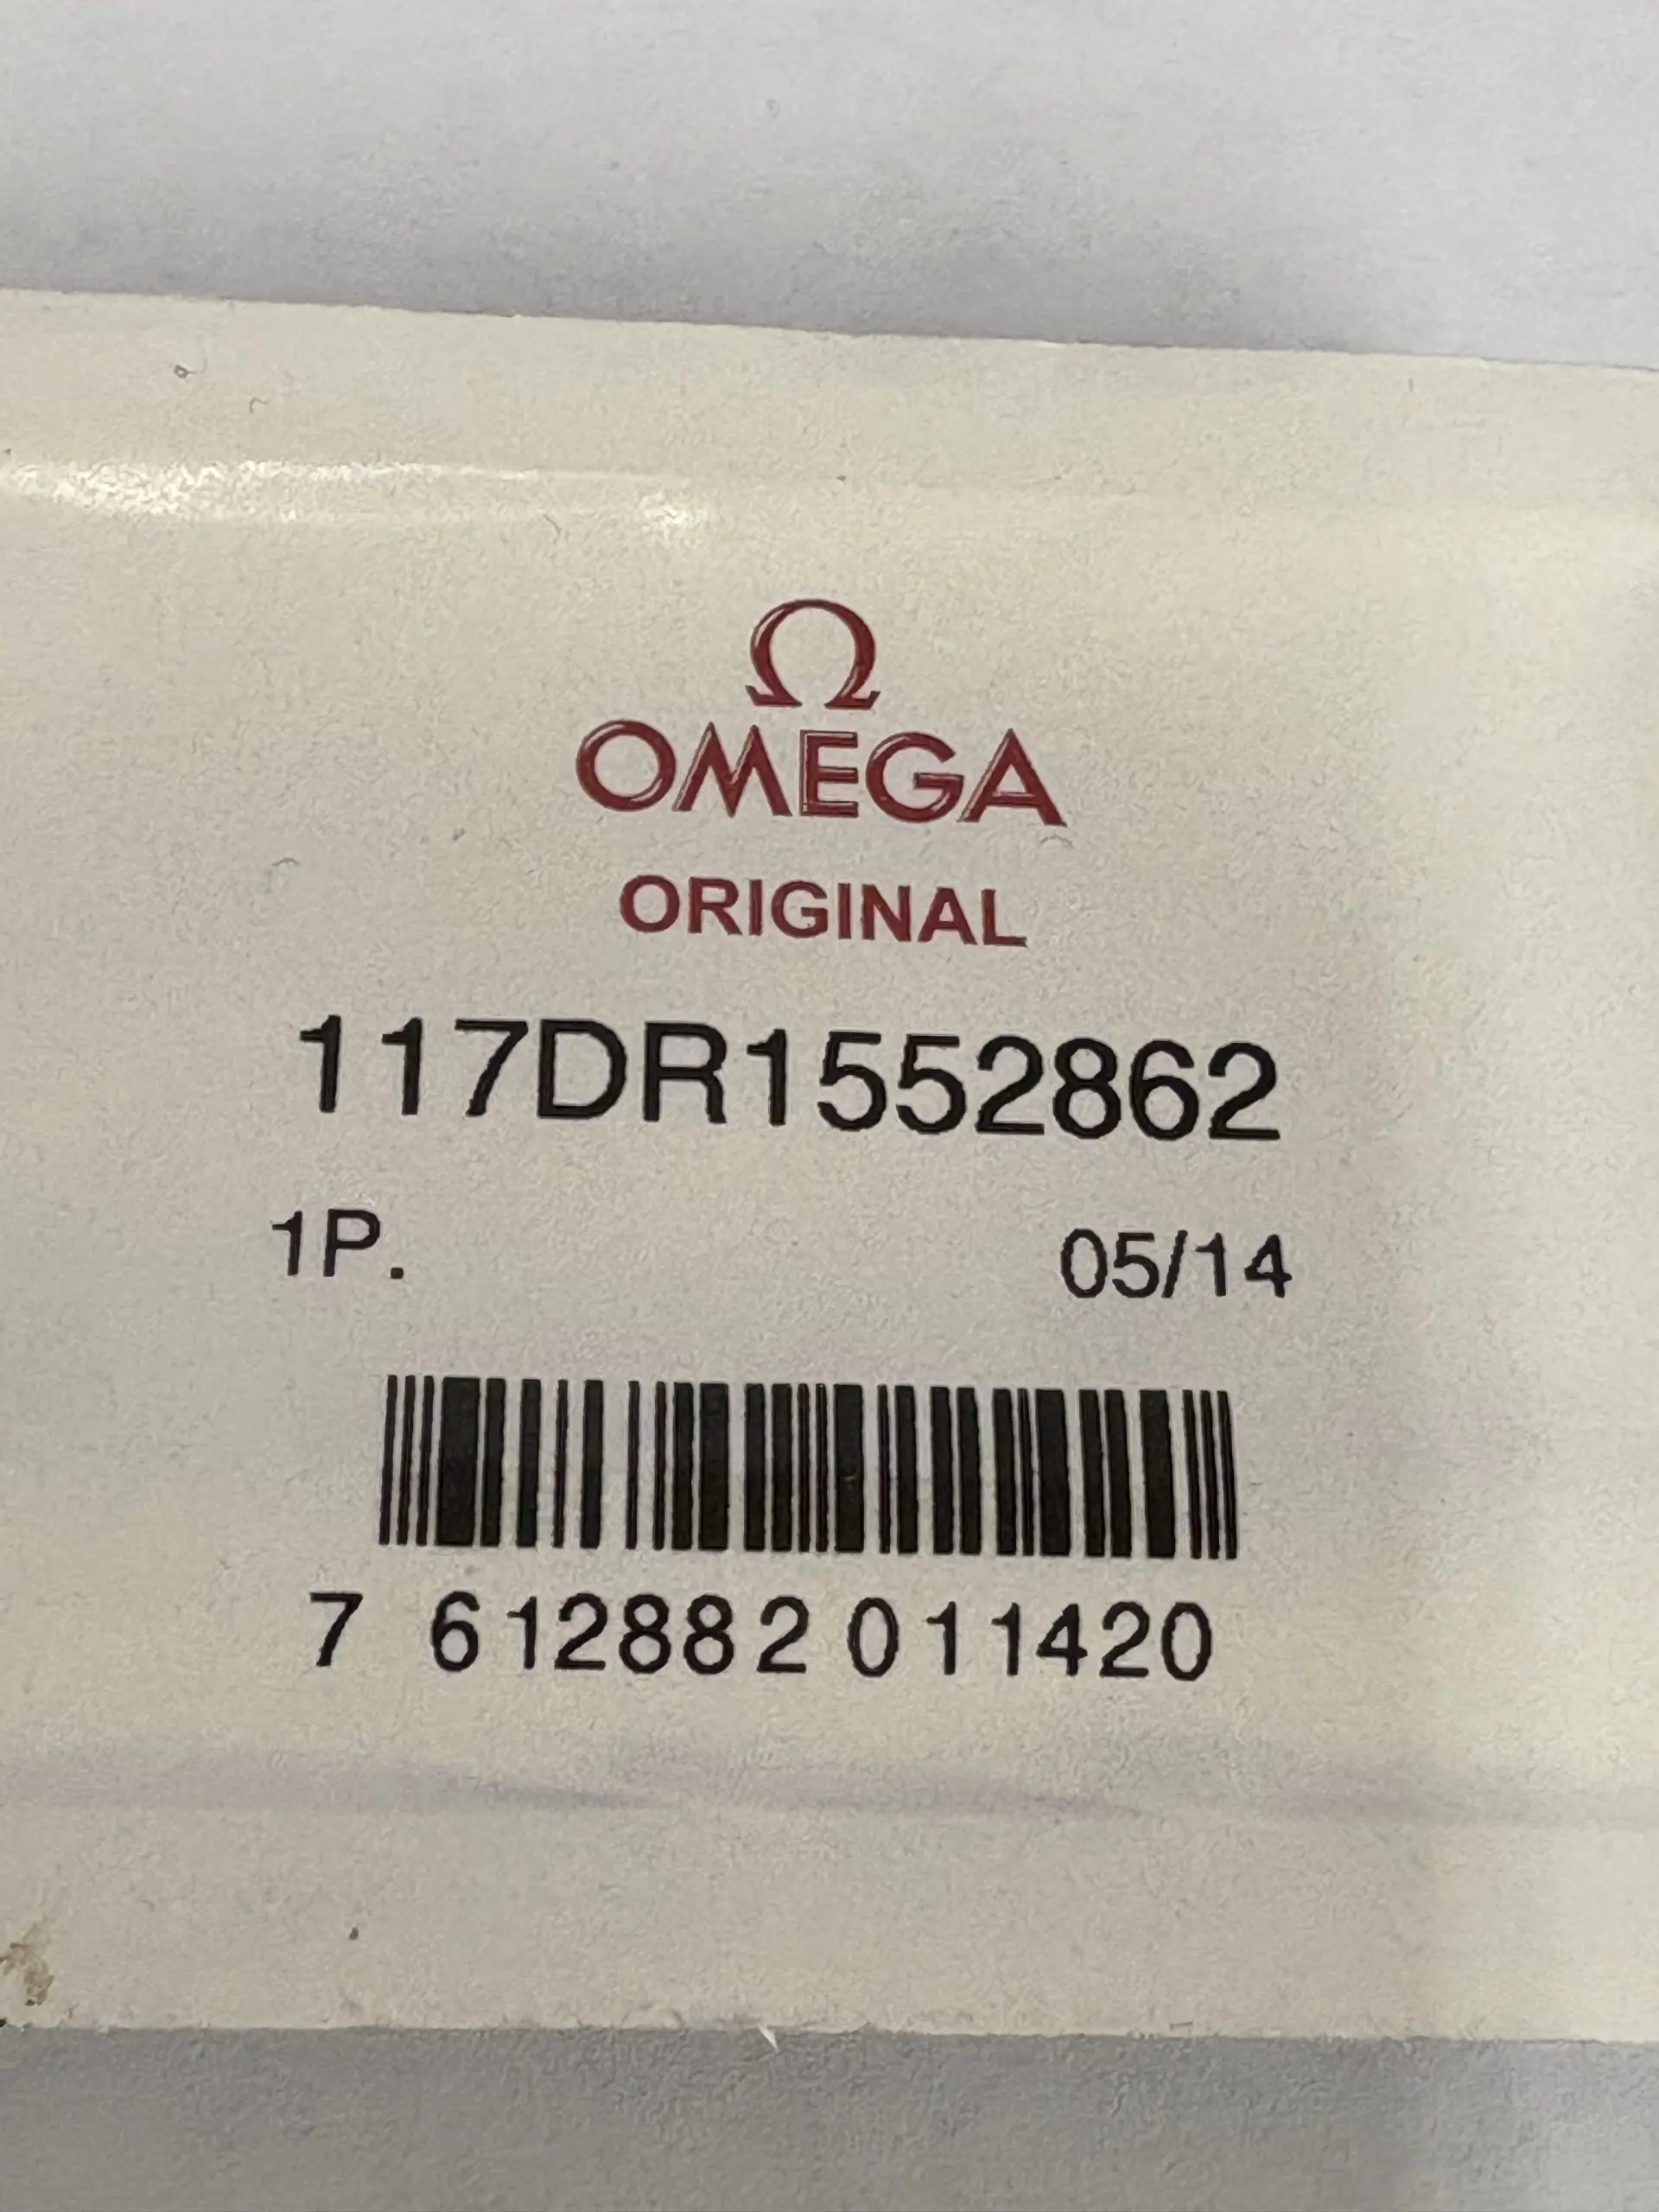 Ω
OMEGA
ORIGINAL
117DR1552862
1P. 05/14
7 612882 011420